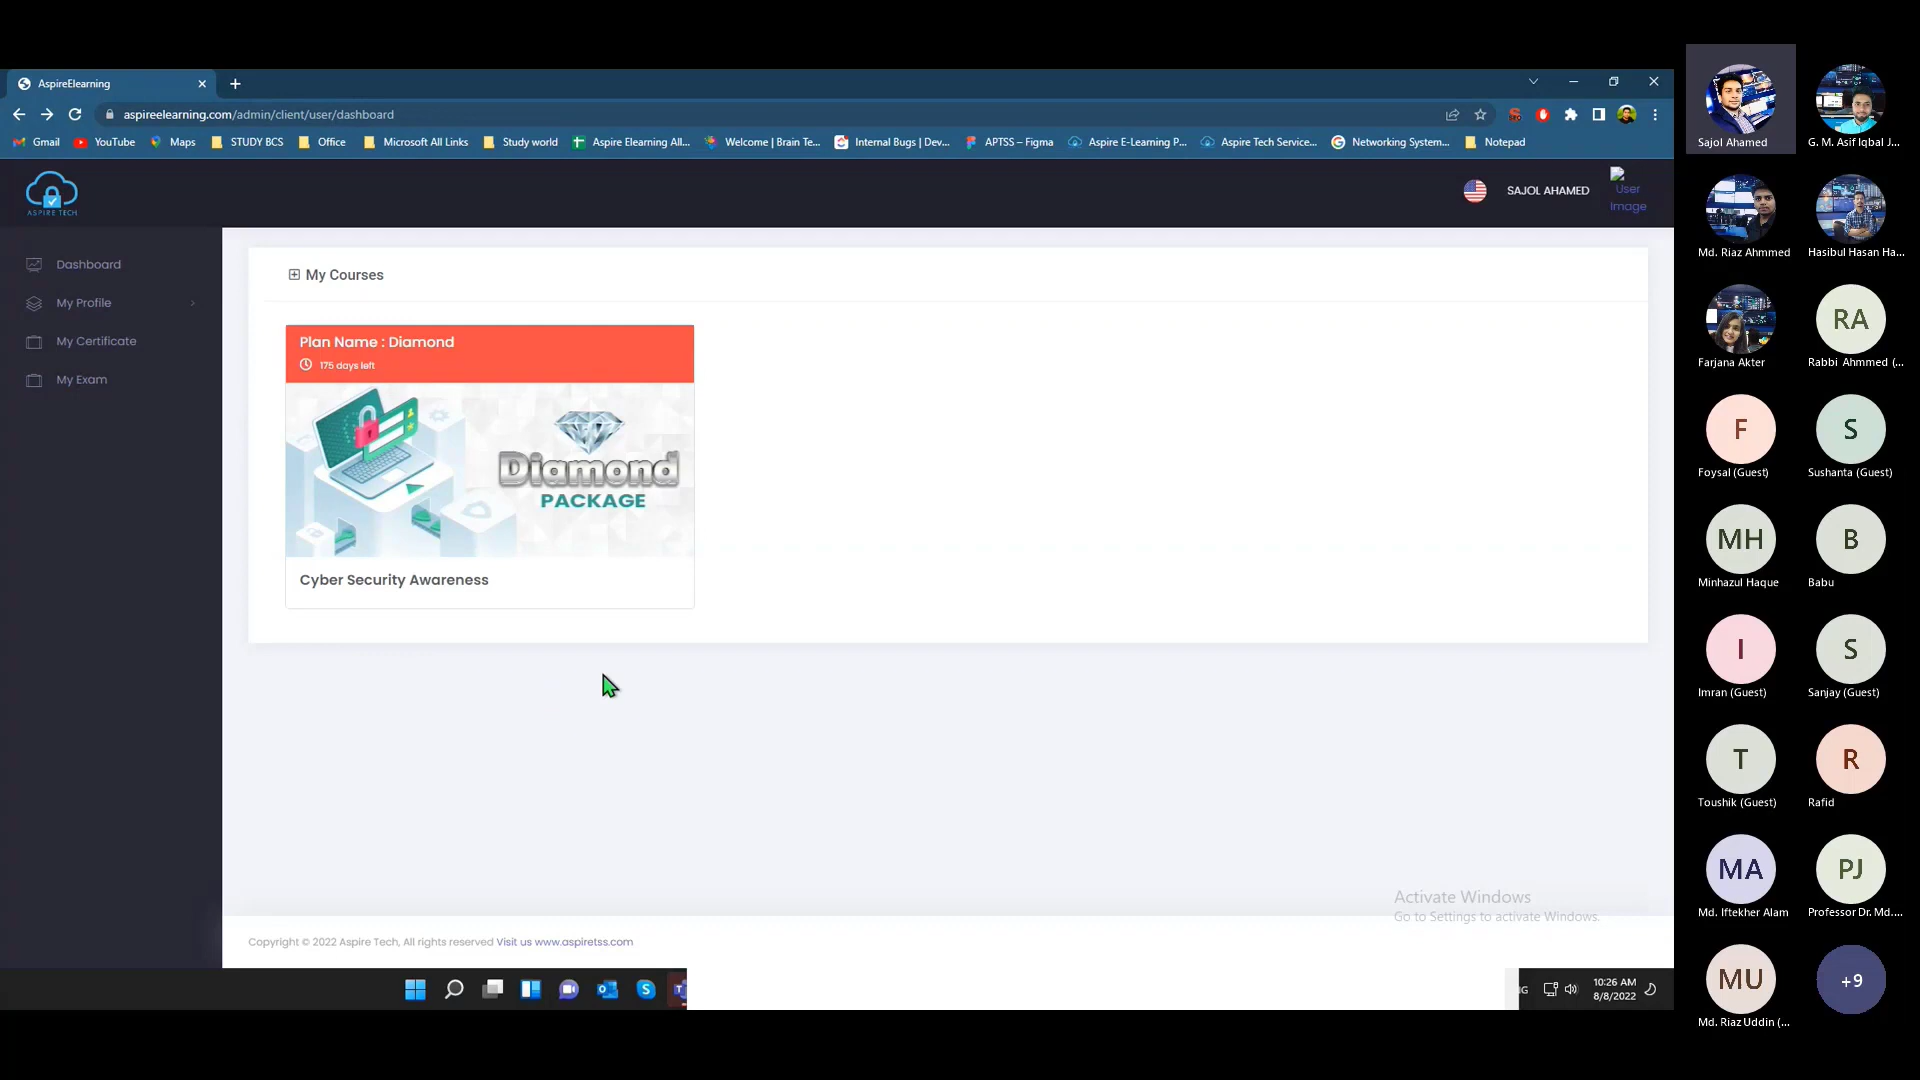 AspireElearning
aspireelearning.com/admin/client/user/dashboard
Gmail
YouTube
Maps
STUDY BCS
Office
Microsoft All Links
Study world
Aspire Elearning All...
Welcome | Brain Te...
Internal Bugs | Dev...
APTSS – Figma
Aspire E-Learning P...
Aspire Tech Service...
Networking System...
Notepad
ASPIRE TECH
SAJOL AHAMED
User
Image
Dashboard
My Profile
My Certificate
My Exam
My Courses
Plan Name : Diamond
175 days left
Diamond
PACKAGE
Cyber Security Awareness
Activate Windows
Go to Settings to activate Windows.
Copyright © 2022 Aspire Tech, All rights reserved Visit us www.aspiretss.com
10:26 AM
8/8/2022
Sajol Ahamed
G. M. Asif Iqbal J...
Md. Riaz Ahmmed
Hasibul Hasan Ha...
Farjana Akter
RA
Rabbi Ahmmed (...
F
Foysal (Guest)
S
Sushanta (Guest)
MH
Minhazul Haque
B
Babu
I
Imran (Guest)
S
Sanjay (Guest)
T
Toushik (Guest)
R
Rafid
MA
Md. Iftekher Alam
PJ
Professor Dr. Md....
MU
Md. Riaz Uddin (...
+9